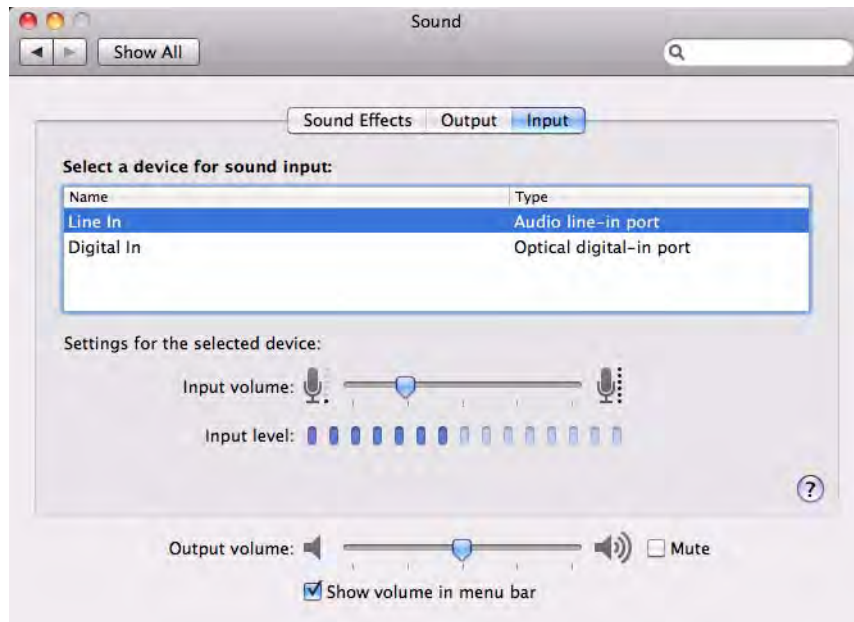 Sound
Show All
Sound Effects Output Input
Select a device for sound input:
Name Type
Line In Audio line-in port
Digital In Optical digital-in port
Settings for the selected device:
Input volume:
Input level:
?
Output volume: Mute
Show volume in menu bar